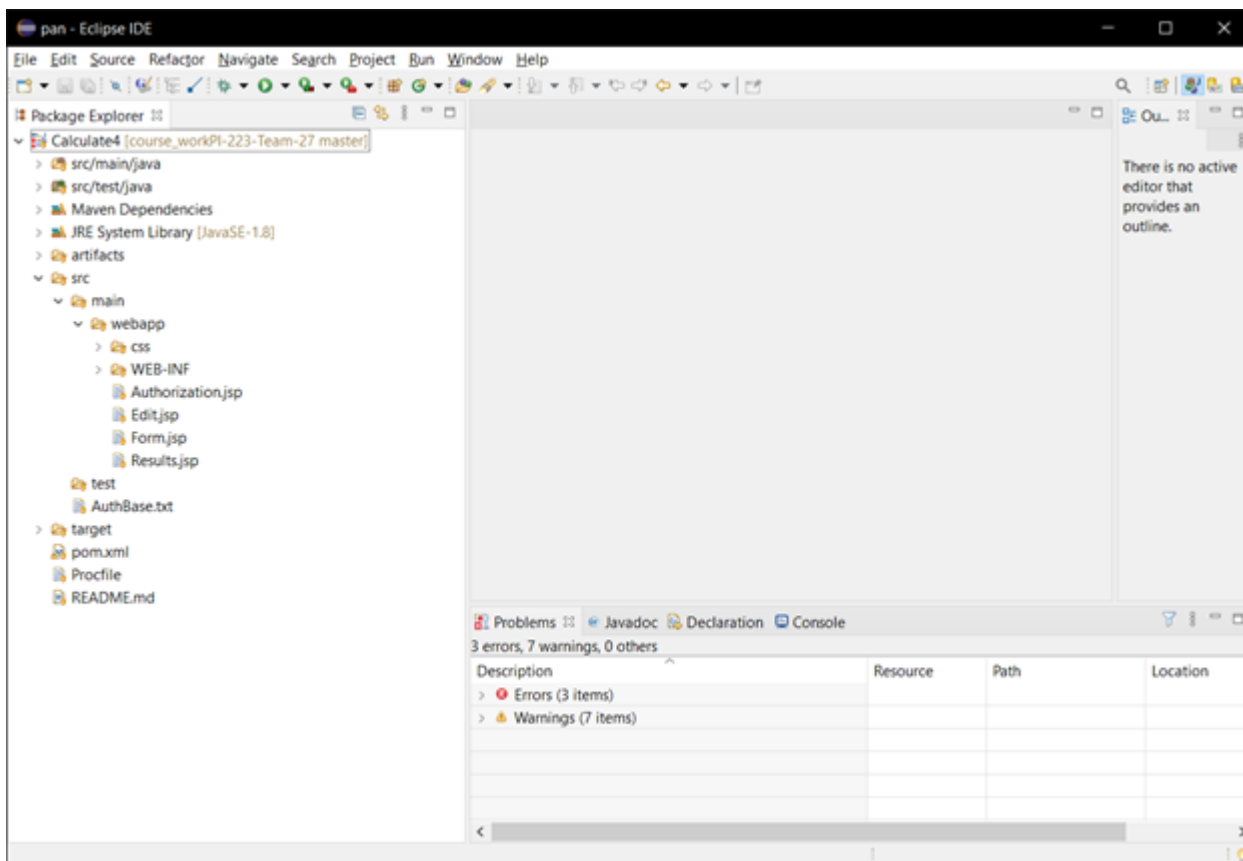 pan - Eclipse IDE
File Edit Source Refactor Navigate Search Project Run Window Help
Package Explorer
Calculate4 [course_workPI-223-Team-27 master]
src/main/java
src/test/java
Maven Dependencies
JRE System Library [JavaSE-1.8]
artifacts
src
main
webapp
css
WEB-INF
Authorization.jsp
Edit.jsp
Form.jsp
Results.jsp
test
AuthBase.txt
target
pom.xml
Procfile
README.md
Ou...
There is no active
editor that
provides an
outline.
Problems Javadoc Declaration Console
3 errors, 7 warnings, 0 others
Description Resource Path Location
Errors (3 items)
Warnings (7 items)